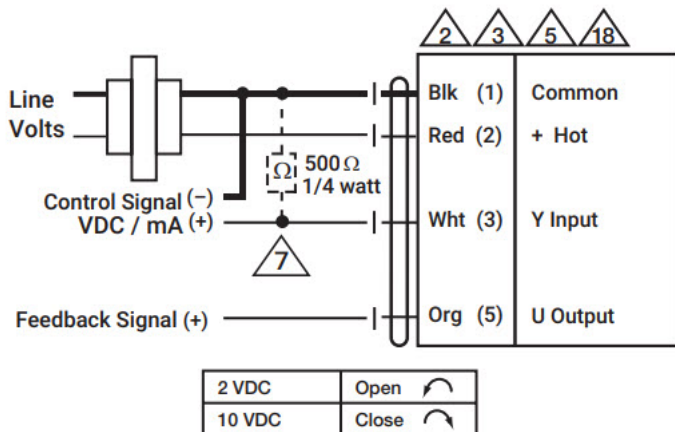 2 3 5 18
Line
Volts
Blk (1) Common
Red (2) + Hot
Ω 500 Ω
1/4 watt
Control Signal (−)
VDC / mA (+)
Wht (3) Y Input
7
Feedback Signal (+)
Org (5) U Output
2 VDC Open
10 VDC Close